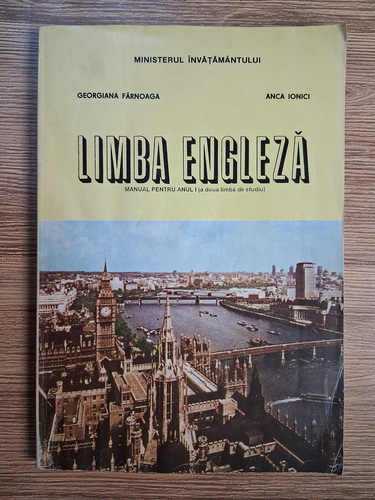 MINISTERUL ÎNVĂȚĂMÂNTULUI
GEORGIANA FÂRNOAGA ANCA IONICI
LIMBA ENGLEZĂ
MANUAL PENTRU ANUL I (a doua limbă de studiu)